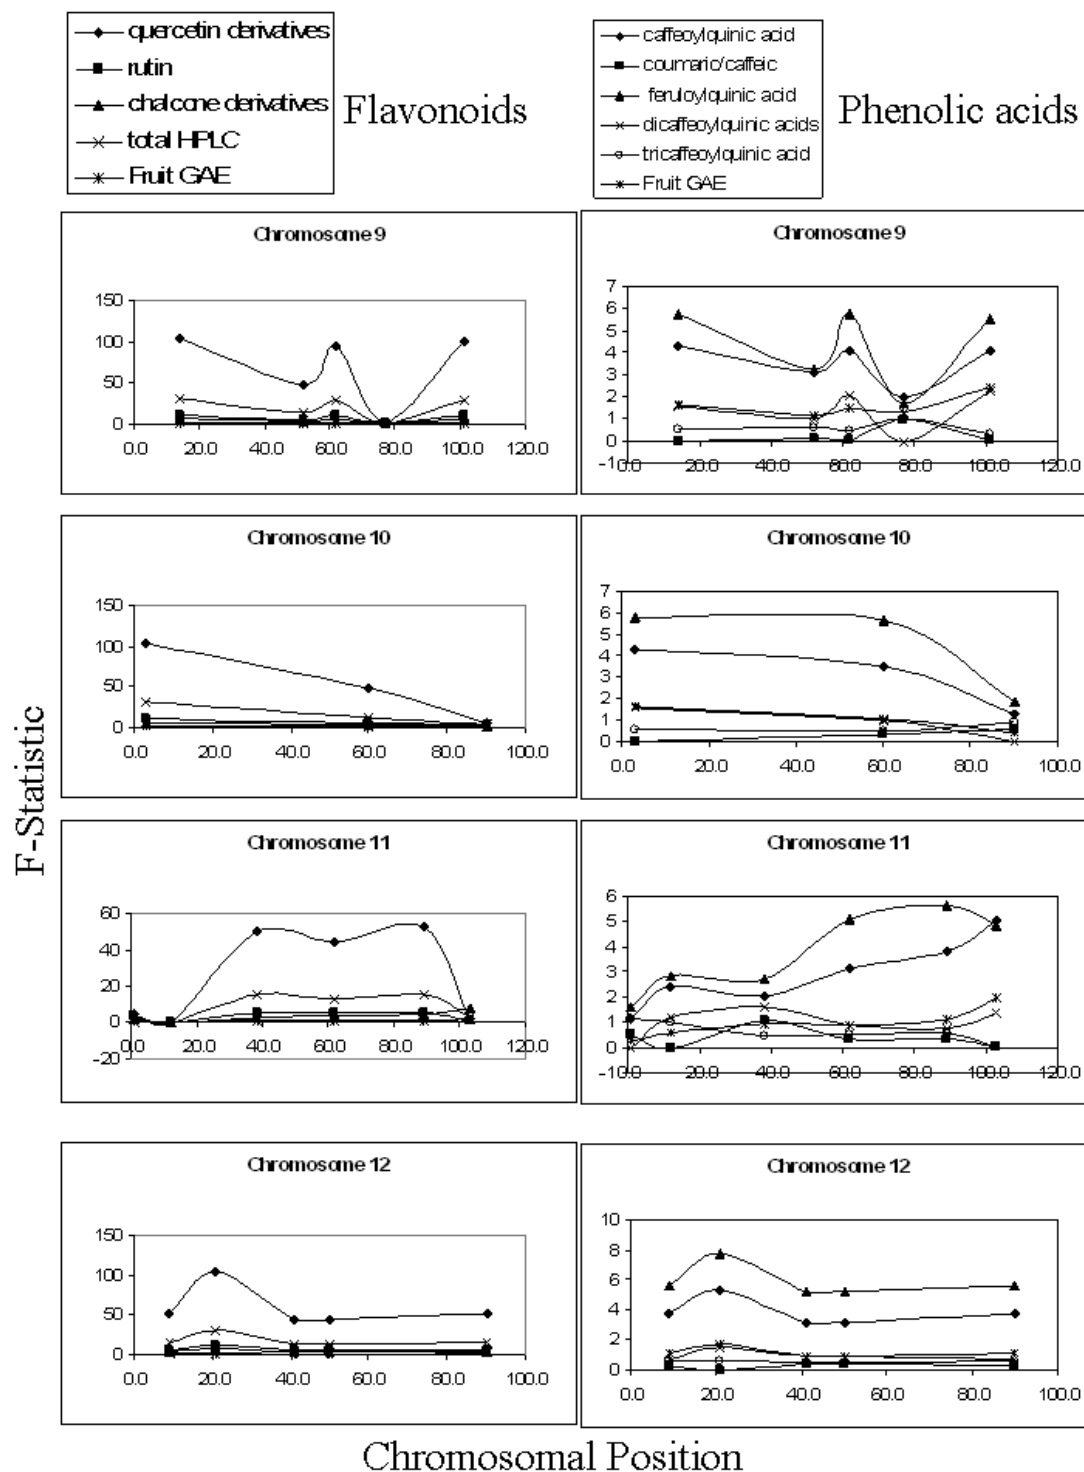 quercetin derivatives
rutin
chalcone derivatives
total HPLC
Fruit GAE
Flavonoids
caffeoylquinic acid
coumaric/caffeic
feruloylquinic acid
dicaffeoylquinic acids
tricaffeoylquinic acid
Fruit GAE
Phenolic acids
Chromosome 9
150
100
50
0
0.0 20.0 40.0 60.0 80.0 100.0 120.0
Chromosome 9
7
6
5
4
3
2
1
0
-1
0.0 20.0 40.0 60.0 80.0 100.0 120.0
Chromosome 10
150
100
50
0
0.0 20.0 40.0 60.0 80.0 100.0
Chromosome 10
7
6
5
4
3
2
1
0
0.0 20.0 40.0 60.0 80.0 100.0
F-Statistic
Chromosome 11
60
40
20
0
-20
0.0 20.0 40.0 60.0 80.0 100.0 120.0
Chromosome 11
6
5
4
3
2
1
0
-1
0.0 20.0 40.0 60.0 80.0 100.0 120.0
Chromosome 12
150
100
50
0
0.0 20.0 40.0 60.0 80.0 100.0
Chromosome 12
10
8
6
4
2
0
0.0 20.0 40.0 60.0 80.0 100.0
Chromosomal Position